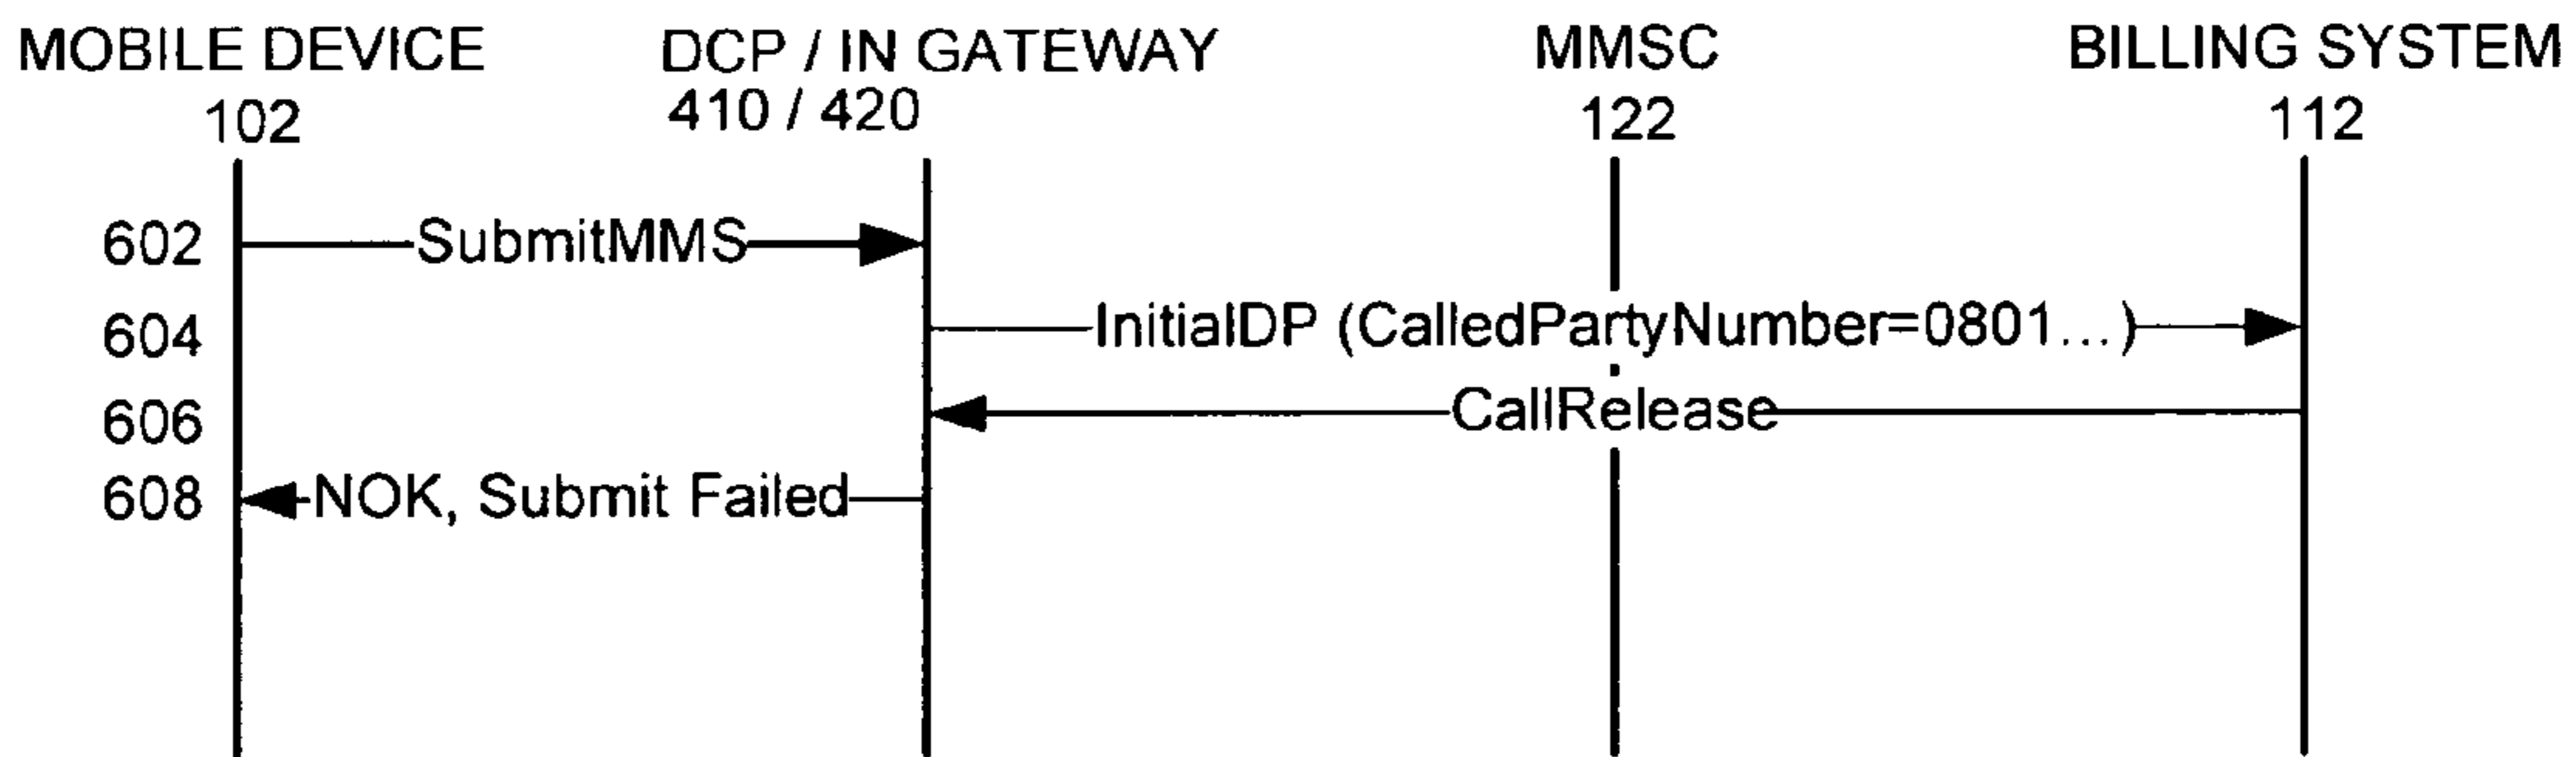 MOBILE DEVICE
102
DCP / IN GATEWAY
410 / 420
MMSC
122
BILLING SYSTEM
112
602 SubmitMMS
604 InitialDP (CalledPartyNumber=0801...)
606 CallRelease
608 NOK, Submit Failed